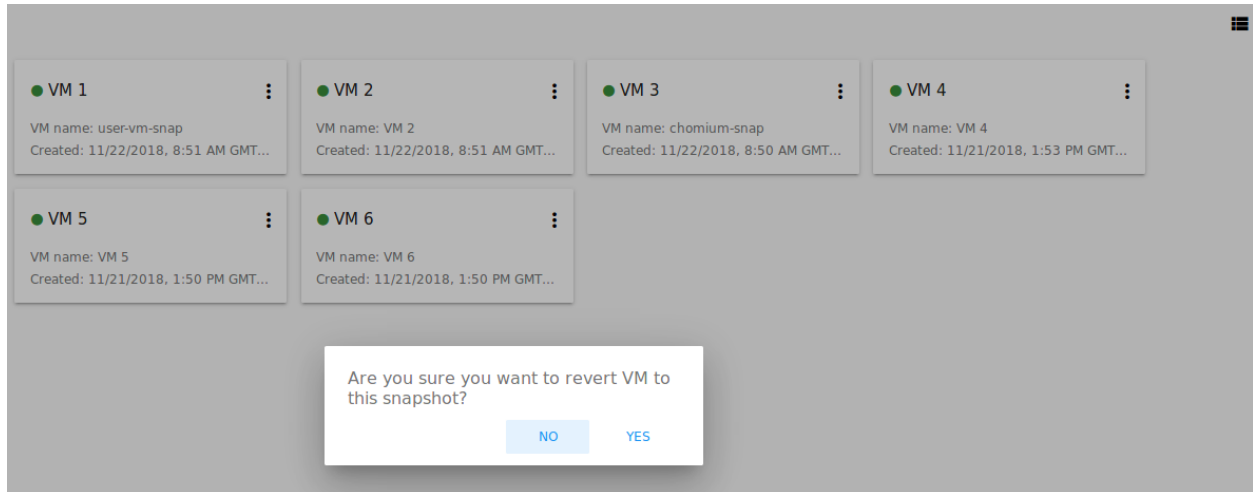 VM 1
VM name: user-vm-snap
Created: 11/22/2018, 8:51 AM GMT...
VM 2
VM name: VM 2
Created: 11/22/2018, 8:51 AM GMT...
VM 3
VM name: chomium-snap
Created: 11/22/2018, 8:50 AM GMT...
VM 4
VM name: VM 4
Created: 11/21/2018, 1:53 PM GMT...
VM 5
VM name: VM 5
Created: 11/21/2018, 1:50 PM GMT...
VM 6
VM name: VM 6
Created: 11/21/2018, 1:50 PM GMT...
Are you sure you want to revert VM to
this snapshot?
NO YES